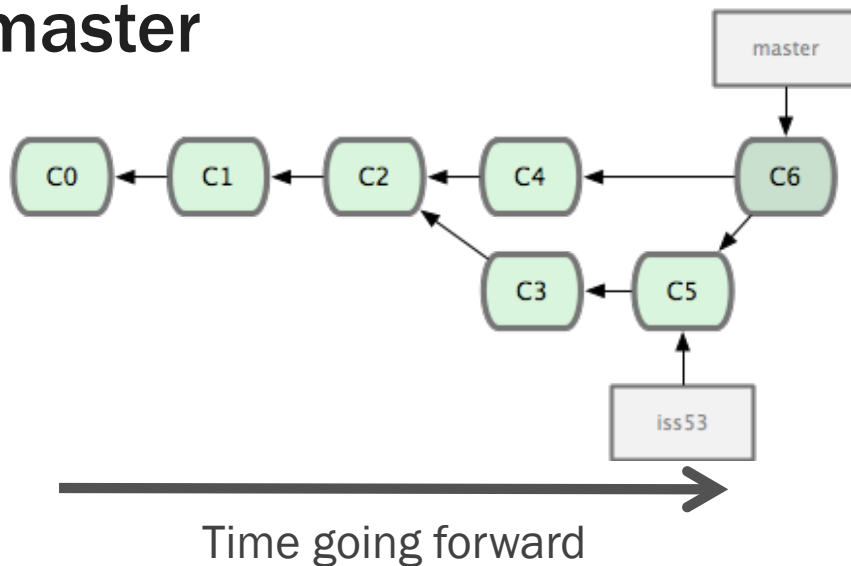 master
master
C0 C1 C2 C4 C6
C3 C5
iss53
Time going forward